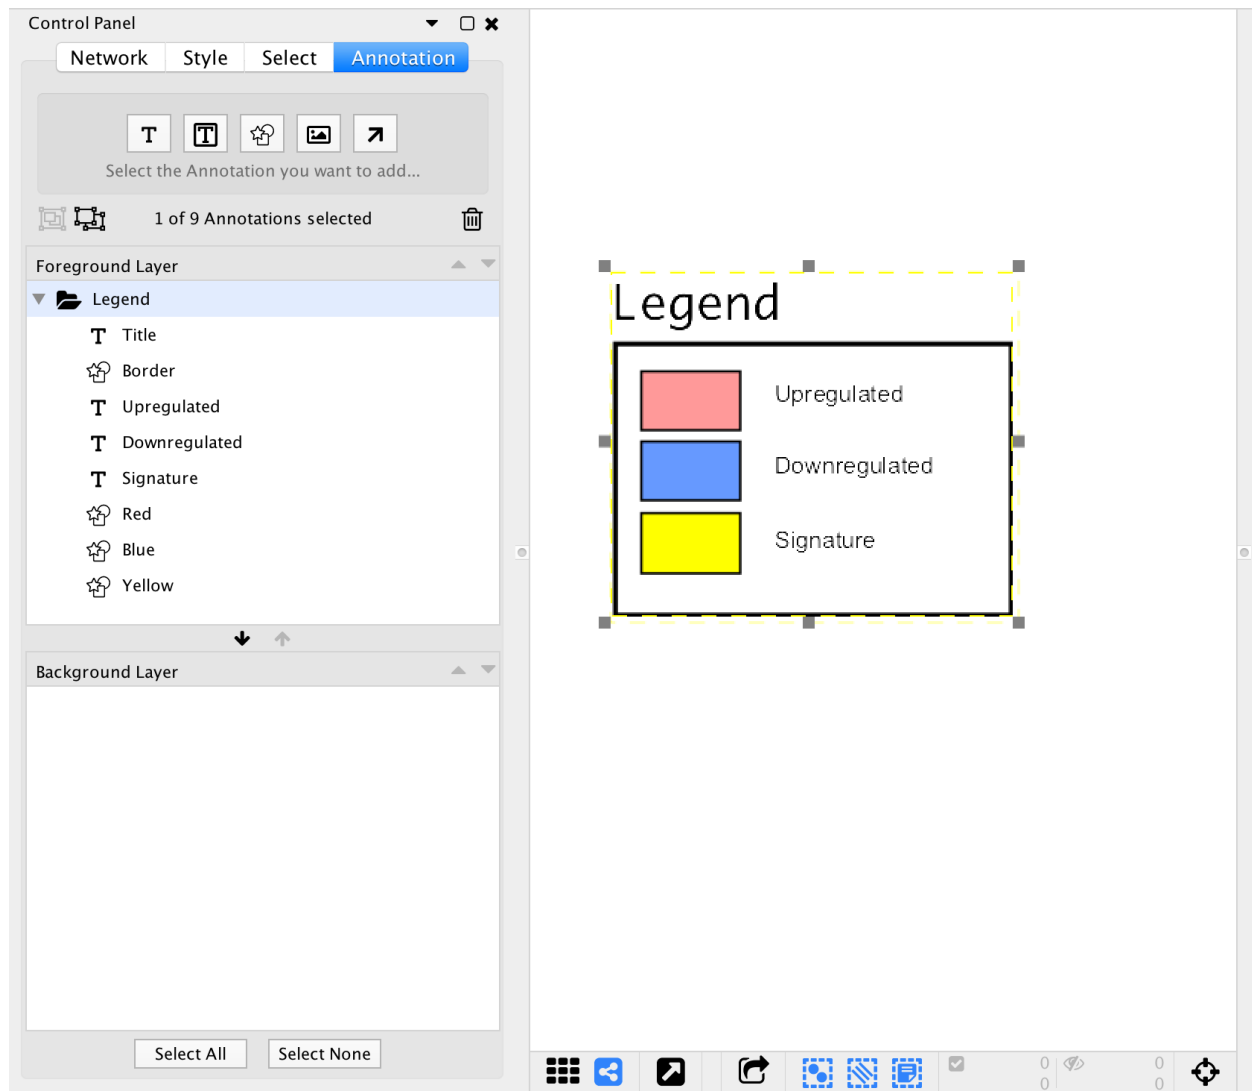 Control Panel
Network Style Select Annotation
Select the Annotation you want to add...
1 of 9 Annotations selected
Foreground Layer
Legend
Title
Border
Upregulated
Downregulated
Signature
Red
Blue
Yellow
Background Layer
Select All Select None
Legend
Upregulated
Downregulated
Signature
0 0
0